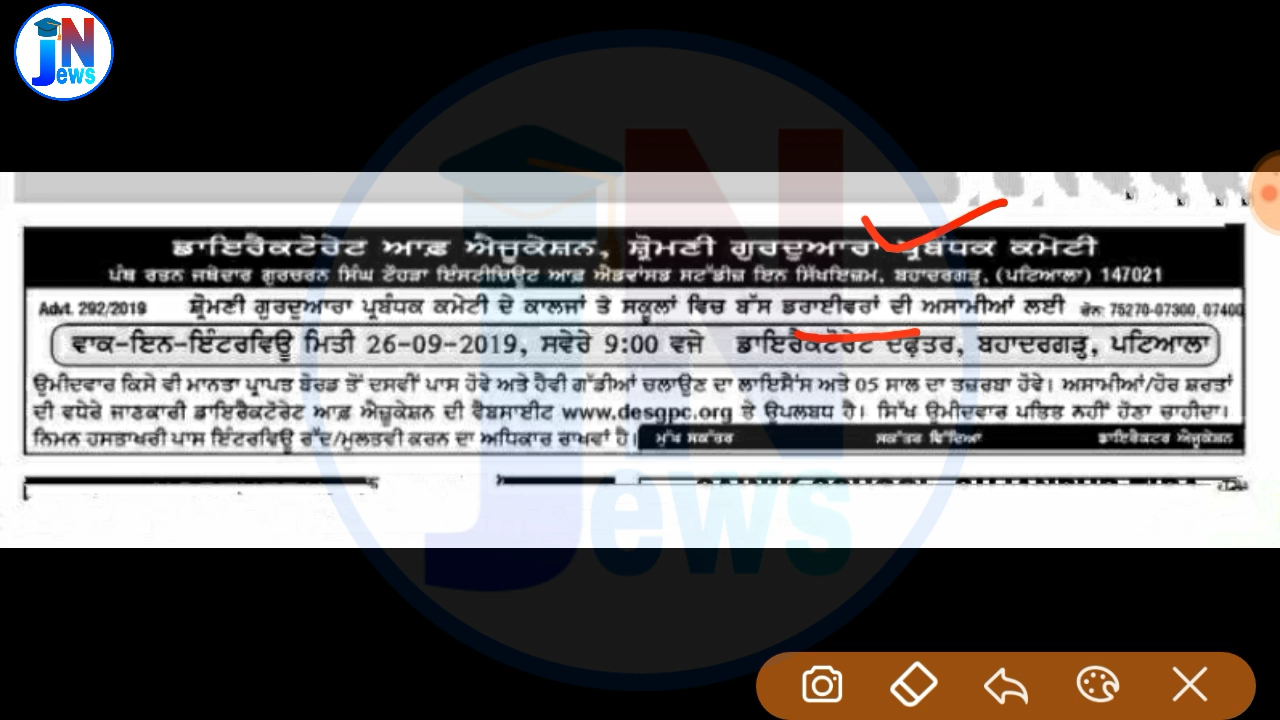 JN ews
ਡਾਇਰੈਕਟੋਰੇਟ ਆਫ਼ ਐਜੂਕੇਸ਼ਨ, ਸ਼੍ਰੋਮਣੀ ਗੁਰਦੁਆਰਾ ਪ੍ਰਬੰਧਕ ਕਮੇਟੀ
ਪੰਥ ਰਤਨ ਜਥੇਦਾਰ ਗੁਰਚਰਨ ਸਿੰਘ ਟੌਹੜਾ ਇੰਸਟੀਚਿਊਟ ਆਫ਼ ਐਡਵਾਂਸਡ ਸਟੱਡੀਜ਼ ਇਨ ਸਿੱਖਇਜ਼ਮ, ਬਹਾਦਰਗੜ੍ਹ, (ਪਟਿਆਲਾ) 147021
Advt. 292/2019 ਸ਼੍ਰੋਮਣੀ ਗੁਰਦੁਆਰਾ ਪ੍ਰਬੰਧਕ ਕਮੇਟੀ ਦੇ ਕਾਲਜਾਂ ਤੇ ਸਕੂਲਾਂ ਵਿਚ ਬੱਸ ਡਰਾਈਵਰਾਂ ਦੀ ਅਸਾਮੀਆਂ ਲਈ ਫੋਨ: 75270-07300, 07400
ਵਾਕ-ਇਨ-ਇੰਟਰਵਿਊ ਮਿਤੀ 26-09-2019, ਸਵੇਰੇ 9:00 ਵਜੇ ਡਾਇਰੈਕਟੋਰੇਟ ਦਫ਼ਤਰ, ਬਹਾਦਰਗੜ੍ਹ, ਪਟਿਆਲਾ
ਉਮੀਦਵਾਰ ਕਿਸੇ ਵੀ ਮਾਨਤਾ ਪ੍ਰਾਪਤ ਬੋਰਡ ਤੋਂ ਦਸਵੀਂ ਪਾਸ ਹੋਵੇ ਅਤੇ ਹੈਵੀ ਗੱਡੀਆਂ ਚਲਾਉਣ ਦਾ ਲਾਇਸੈਂਸ ਅਤੇ 05 ਸਾਲ ਦਾ ਤਜ਼ਰਬਾ ਹੋਵੇ। ਅਸਾਮੀਆਂ/ਹੋਰ ਸ਼ਰਤਾਂ
ਦੀ ਵਧੇਰੇ ਜਾਣਕਾਰੀ ਡਾਇਰੈਕਟੋਰੇਟ ਆਫ਼ ਐਜੂਕੇਸ਼ਨ ਦੀ ਵੈਬਸਾਈਟ www.desgpc.org ਤੇ ਉਪਲਬਧ ਹੈ। ਸਿੱਖ ਉਮੀਦਵਾਰ ਪਤਿਤ ਨਹੀਂ ਹੋਣਾ ਚਾਹੀਦਾ।
ਨਿਮਨ ਹਸਤਾਖਰੀ ਪਾਸ ਇੰਟਰਵਿਊ ਰੱਦ/ਮੁਲਤਵੀ ਕਰਨ ਦਾ ਅਧਿਕਾਰ ਰਾਖਵਾਂ ਹੈ। ਮੁੱਖ ਸਕੱਤਰ ਸਕੱਤਰ ਵਿੱਦਿਆ ਡਾਇਰੈਕਟਰ ਐਜੂਕੇਸ਼ਨ
JN ews